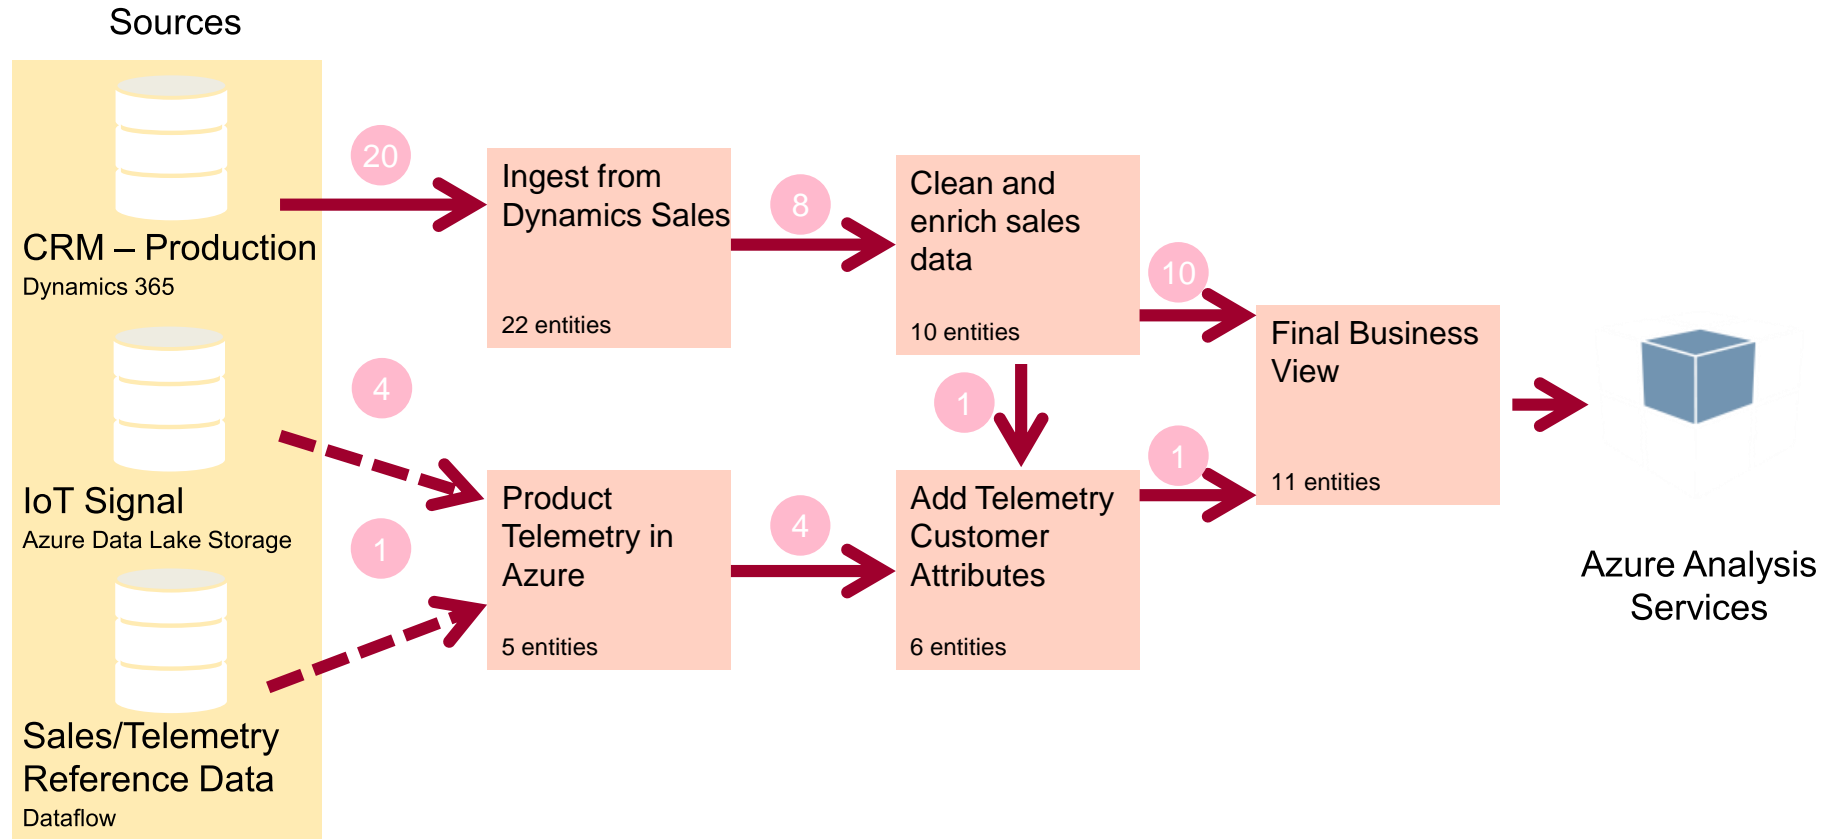 Sources
CRM – Production
Dynamics 365
IoT Signal
Azure Data Lake Storage
Sales/Telemetry
Reference Data
Dataflow
20
4
1
Ingest from
Dynamics Sales
22 entities
Product
Telemetry in
Azure
5 entities
8
4
Clean and
enrich sales
data
10 entities
1
Add Telemetry
Customer
Attributes
6 entities
10
1
Final Business
View
11 entities
Azure Analysis
Services